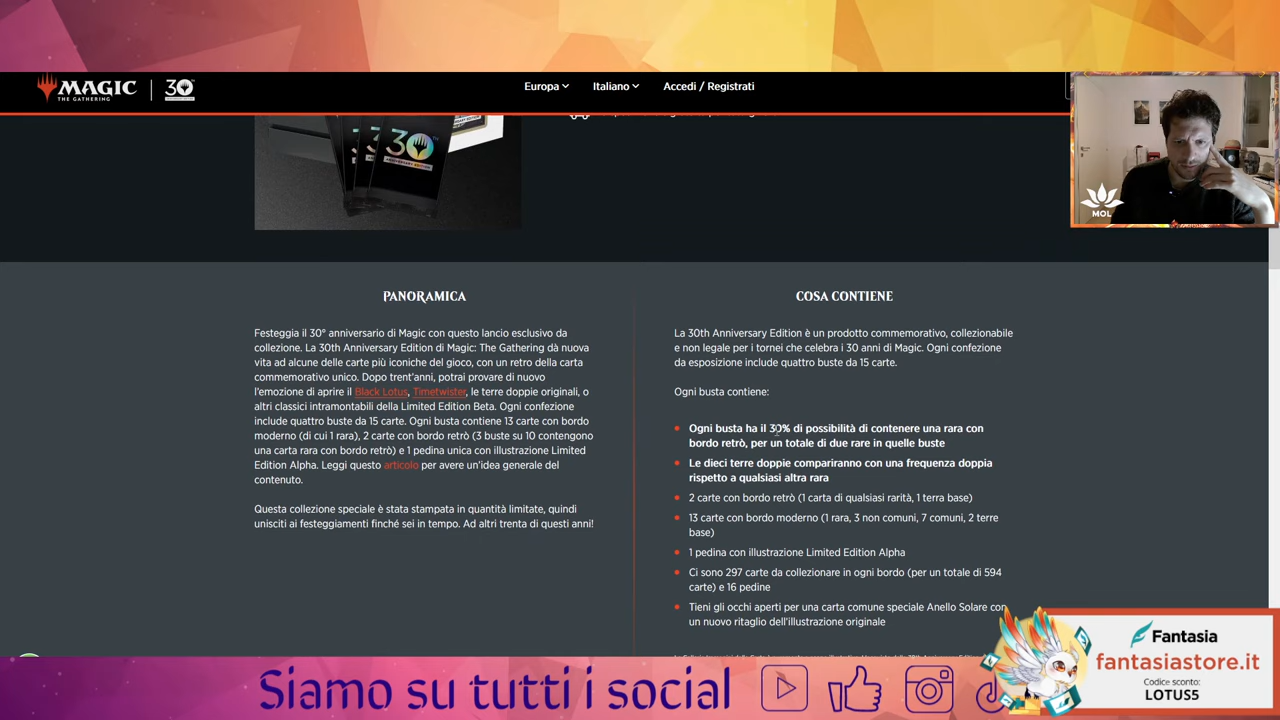 MAGIC
THE GATHERING
30
Europa
Italiano
Accedi / Registrati
30
ANNIVERSARY EDITION
MOL
PANORAMICA
Festeggia il 30° anniversario di Magic con questo lancio esclusivo da
collezione. La 30th Anniversary Edition di Magic: The Gathering dà nuova
vita ad alcune delle carte più iconiche del gioco, con un retro della carta
commemorativo unico. Dopo trent'anni, potrai provare di nuovo
l'emozione di aprire il Black Lotus, Timetwister, le terre doppie originali, o
altri classici intramontabili della Limited Edition Beta. Ogni confezione
include quattro buste da 15 carte. Ogni busta contiene 13 carte con bordo
moderno (di cui 1 rara), 2 carte con bordo retrò (3 buste su 10 contengono
una carta rara con bordo retrò) e 1 pedina unica con illustrazione Limited
Edition Alpha. Leggi questo articolo per avere un'idea generale del
contenuto.
Questa collezione speciale è stata stampata in quantità limitate, quindi
unisciti ai festeggiamenti finché sei in tempo. Ad altri trenta di questi anni!
COSA CONTIENE
La 30th Anniversary Edition è un prodotto commemorativo, collezionabile
e non legale per i tornei che celebra i 30 anni di Magic. Ogni confezione
da esposizione include quattro buste da 15 carte.
Ogni busta contiene:
Ogni busta ha il 30% di possibilità di contenere una rara con
bordo retrò, per un totale di due rare in quelle buste
Le dieci terre doppie compariranno con una frequenza doppia
rispetto a qualsiasi altra rara
2 carte con bordo retrò (1 carta di qualsiasi rarità, 1 terra base)
13 carte con bordo moderno (1 rara, 3 non comuni, 7 comuni, 2 terre
base)
1 pedina con illustrazione Limited Edition Alpha
Ci sono 297 carte da collezionare in ogni bordo (per un totale di 594
carte) e 16 pedine
Tieni gli occhi aperti per una carta comune speciale Anello Solare con
un nuovo ritaglio dell'illustrazione originale
Fantasia
fantasiastore.it
Codice sconto:
LOTUS5
Siamo su tutti i social